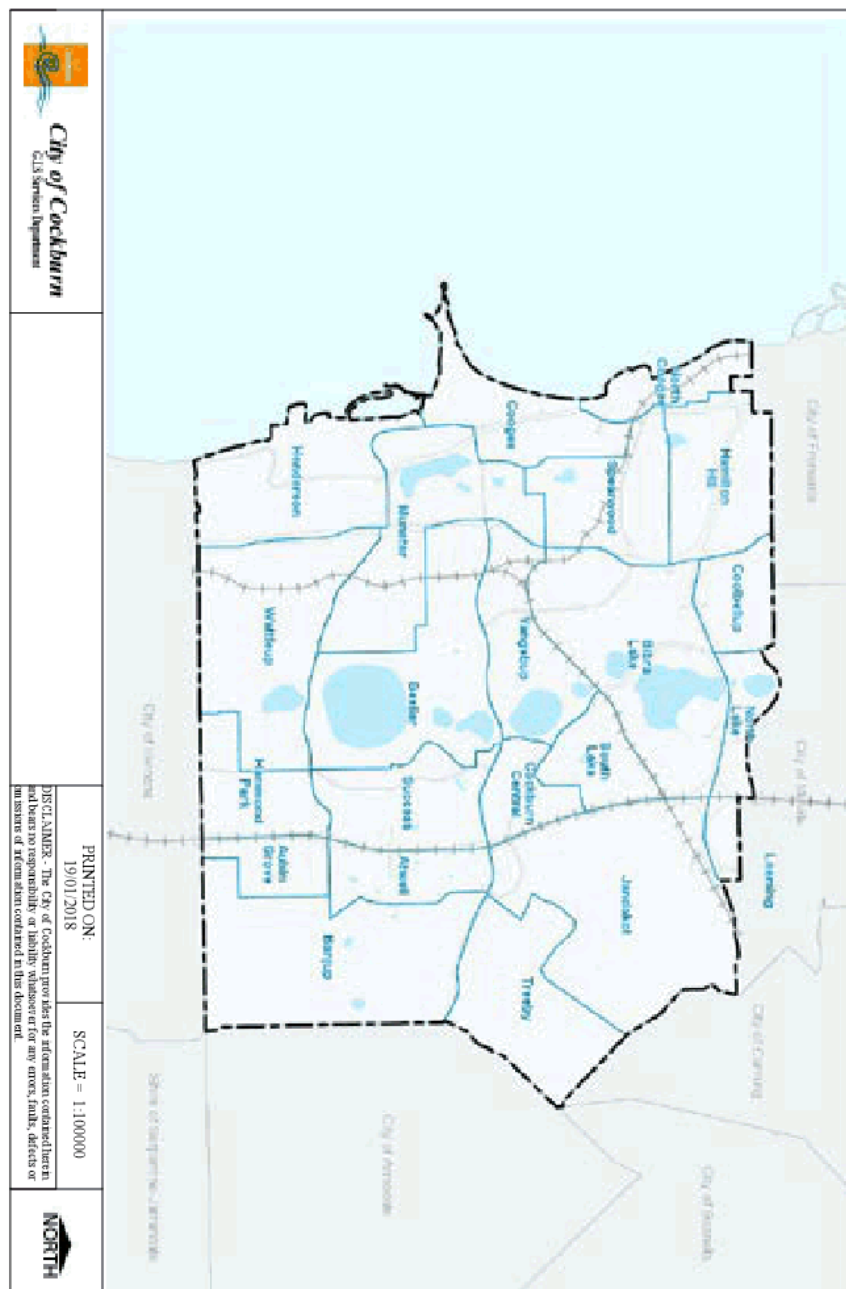 City of Cockburn
G.I.S Services Department
PRINTED ON:
19/01/2018
SCALE = 1:100000
DISCLAIMER - The City of Cockburn provides the information contained herein
and bears no responsibility or liability whatsoever for any errors, faults, defects or
omissions of information contained in this document.
NORTH
City of Fremantle
City of Melville
Leeming
City of Canning
City of Gosnells
City of Armadale
Shire of Serpentine-Jarrahdale
City of Kwinana
North
Coogee
Hamilton
Hill
Coolbellup
North
Lake
Bibra
Lake
Spearwood
Coogee
Munster
Henderson
Wattleup
Yangebup
Beeliar
South
Lake
Cockburn
Central
Jandakot
Treeby
Success
Atwell
Hammond
Park
Aubin
Grove
Banjup